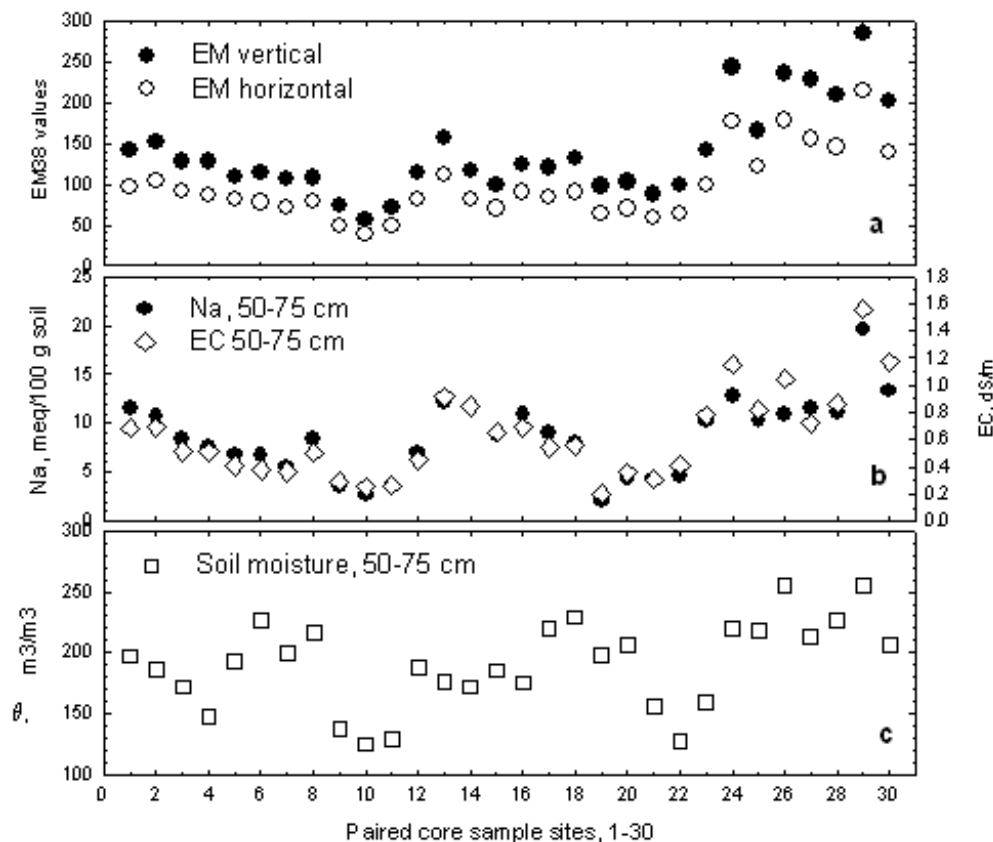 300
250
200
150
100
50
0
EM38 values
EM vertical
EM horizontal
a
25
20
15
10
5
0
Na, meq/100 g soil
Na, 50-75 cm
EC 50-75 cm
b
1.8
1.6
1.4
1.2
1.0
0.8
0.6
0.4
0.2
0.0
EC, dS/m
300
250
200
150
100
θ, m3/m3
Soil moisture, 50-75 cm
c
0 2 4 6 8 10 12 14 16 18 20 22 24 26 28 30
Paired core sample sites, 1-30